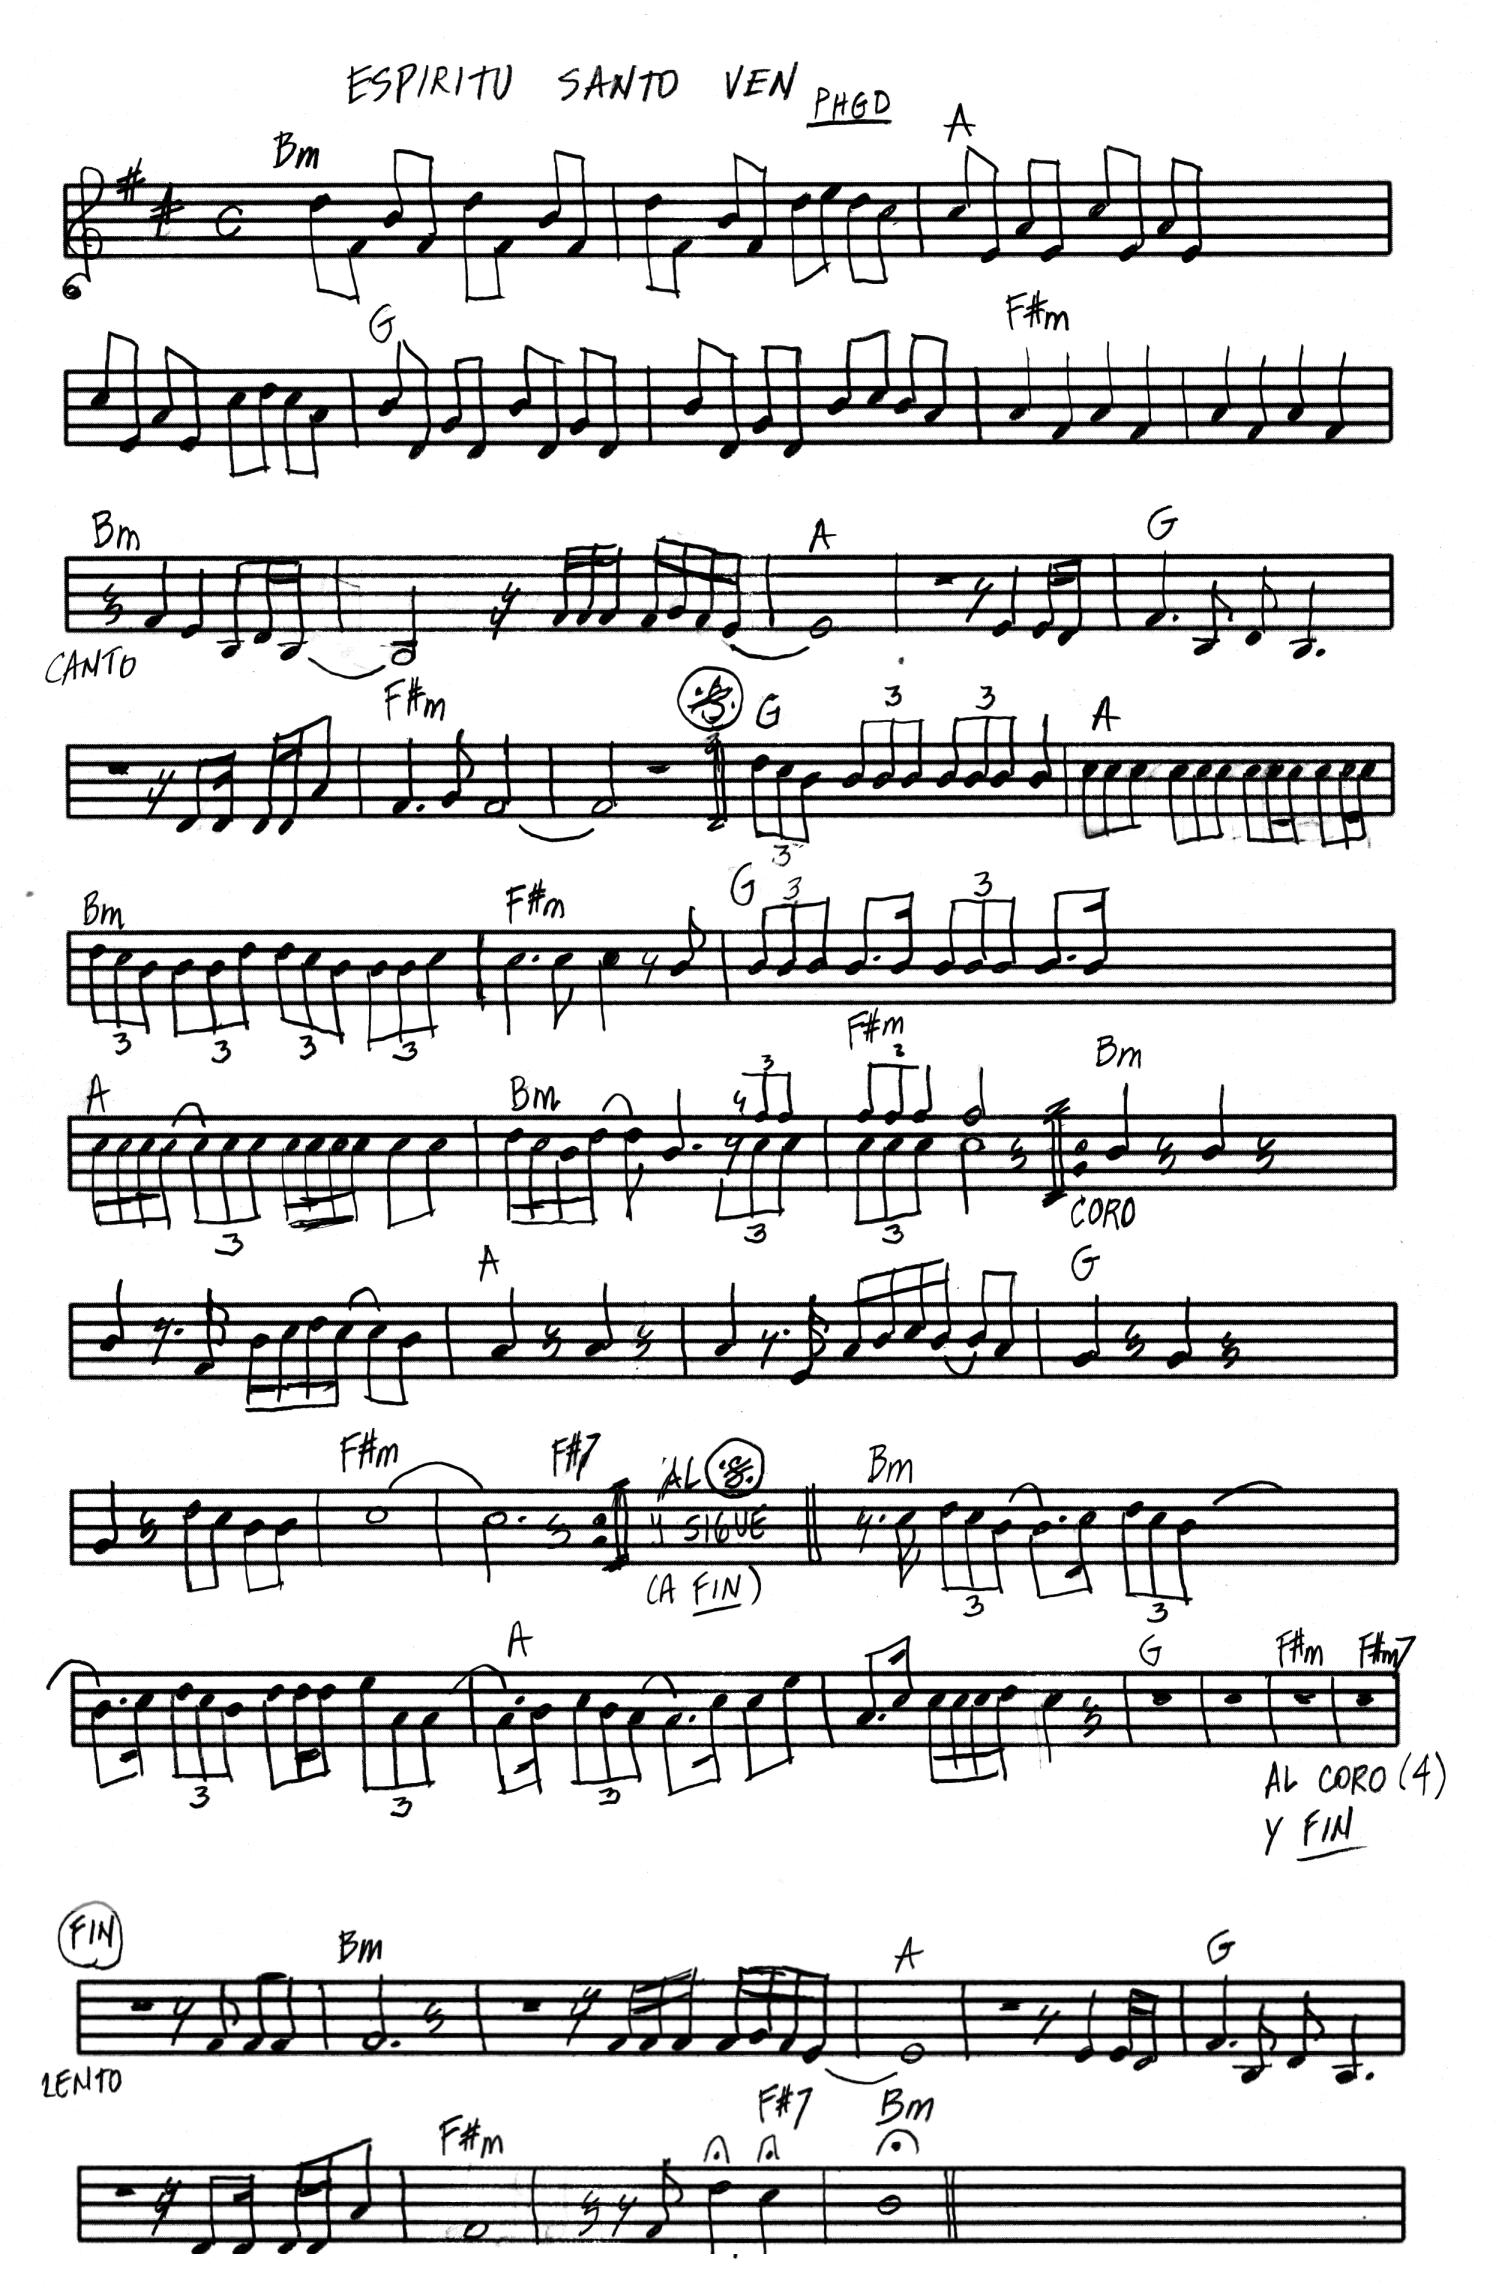 ESPIRITU SANTO VEN PHGD
Bm A
C
G F#m
Bm A G
CANTO
F#m G 3 3 A
3
Bm F#m G 3 3
3 3 3 3
A Bm 3 F#m Bm
3 3 3 CORO
A G
F#m F#7 AL Bm
Y SIGUE
(A FIN) 3 3
A G F#m F#m7
3 3 3
AL CORO (4)
Y FIN
FIN
Bm A G
LENTO
F#m F#7 Bm